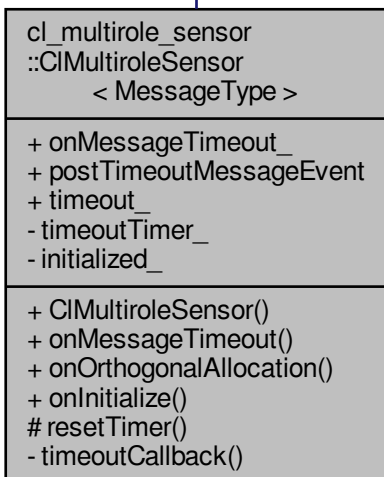 cl_multirole_sensor
::ClMultiroleSensor
< MessageType >
+ onMessageTimeout_
+ postTimeoutMessageEvent
+ timeout_
- timeoutTimer_
- initialized_
+ ClMultiroleSensor()
+ onMessageTimeout()
+ onOrthogonalAllocation()
+ onInitialize()
# resetTimer()
- timeoutCallback()